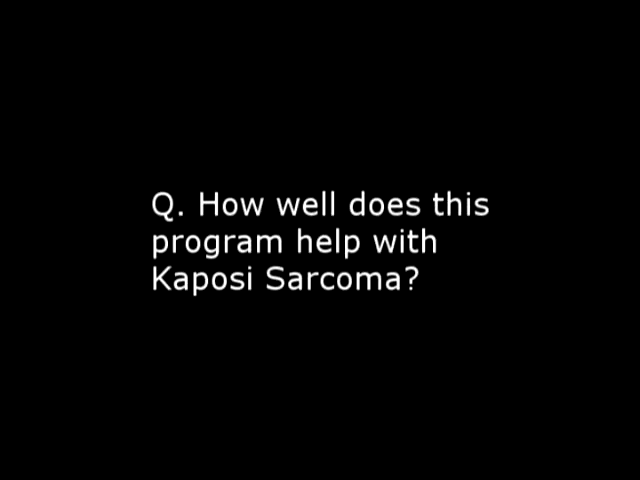 Q. How well does this
program help with
Kaposi Sarcoma?